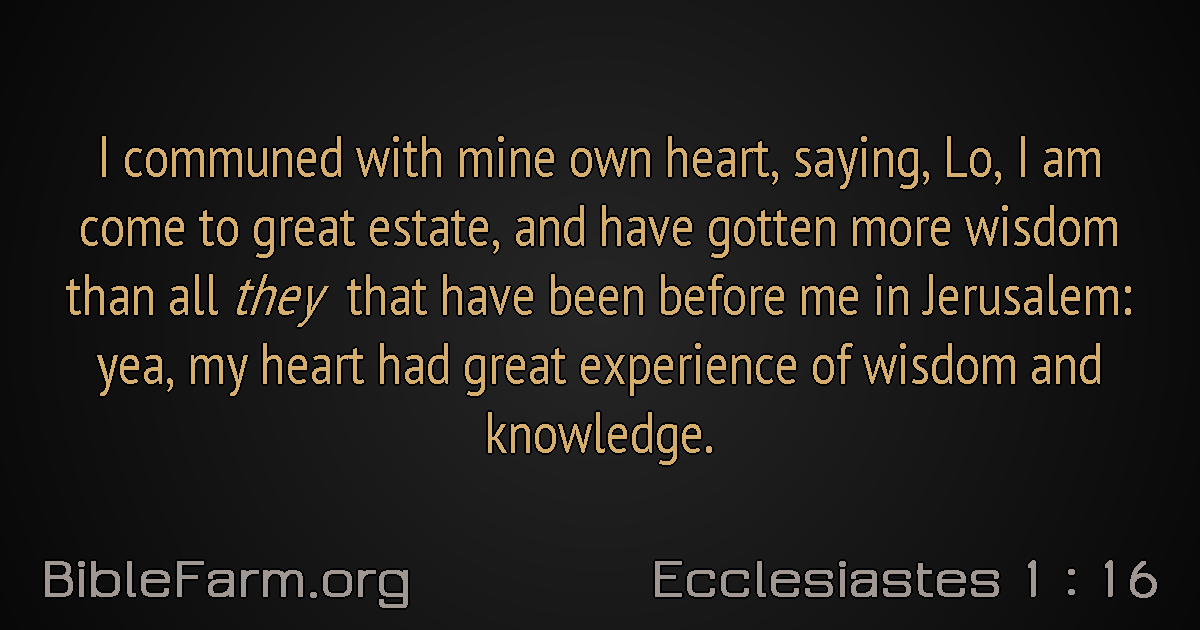 I communed with mine own heart, saying, Lo, I am
come to great estate, and have gotten more wisdom
than all they that have been before me in Jerusalem:
yea, my heart had great experience of wisdom and
knowledge.
BibleFarm.org
Ecclesiastes 1 : 16